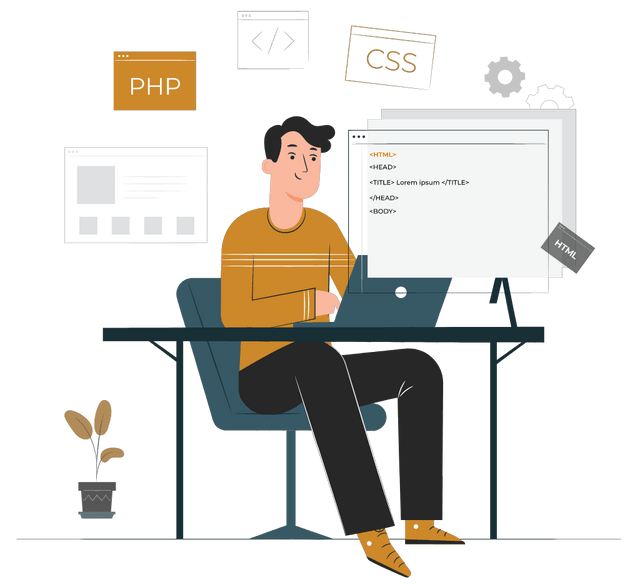 </>
CSS
PHP
<HTML>
<HEAD>
<TITLE> Lorem ipsum </TITLE>
</HEAD>
<BODY>
HTML